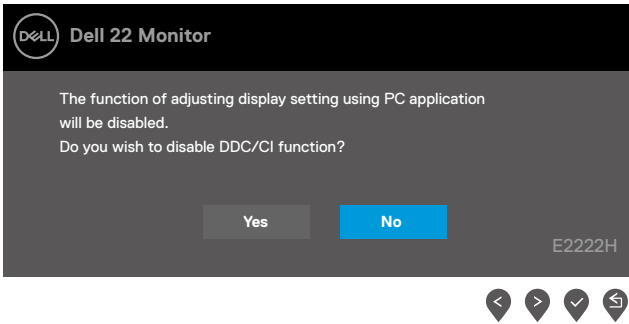 DELL
Dell 22 Monitor
The function of adjusting display setting using PC application
will be disabled.
Do you wish to disable DDC/CI function?
Yes No
E2222H